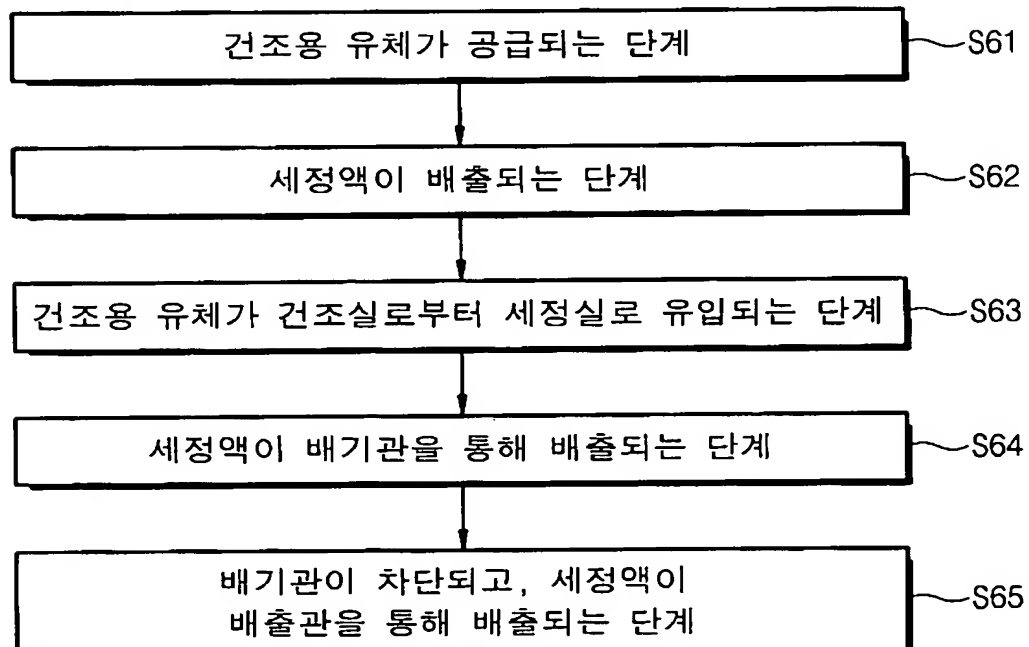 건조용 유체가 공급되는 단계 S61
세정액이 배출되는 단계 S62
건조용 유체가 건조실로부터 세정실로 유입되는 단계 S63
세정액이 배기관을 통해 배출되는 단계 S64
배기관이 차단되고, 세정액이
배출관을 통해 배출되는 단계 S65